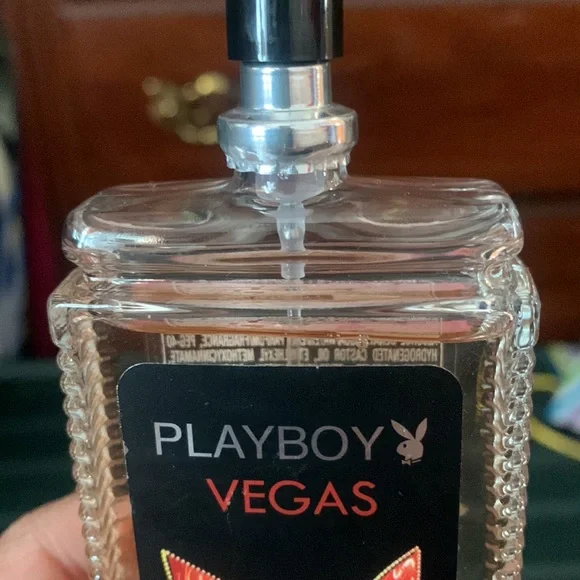 PARFUM/FRAGRANCE, PEG-40
HYDROGENATED CASTOR OIL, ETHYLHEXYL METHOXYCINNAMATE
PLAYBOY
VEGAS